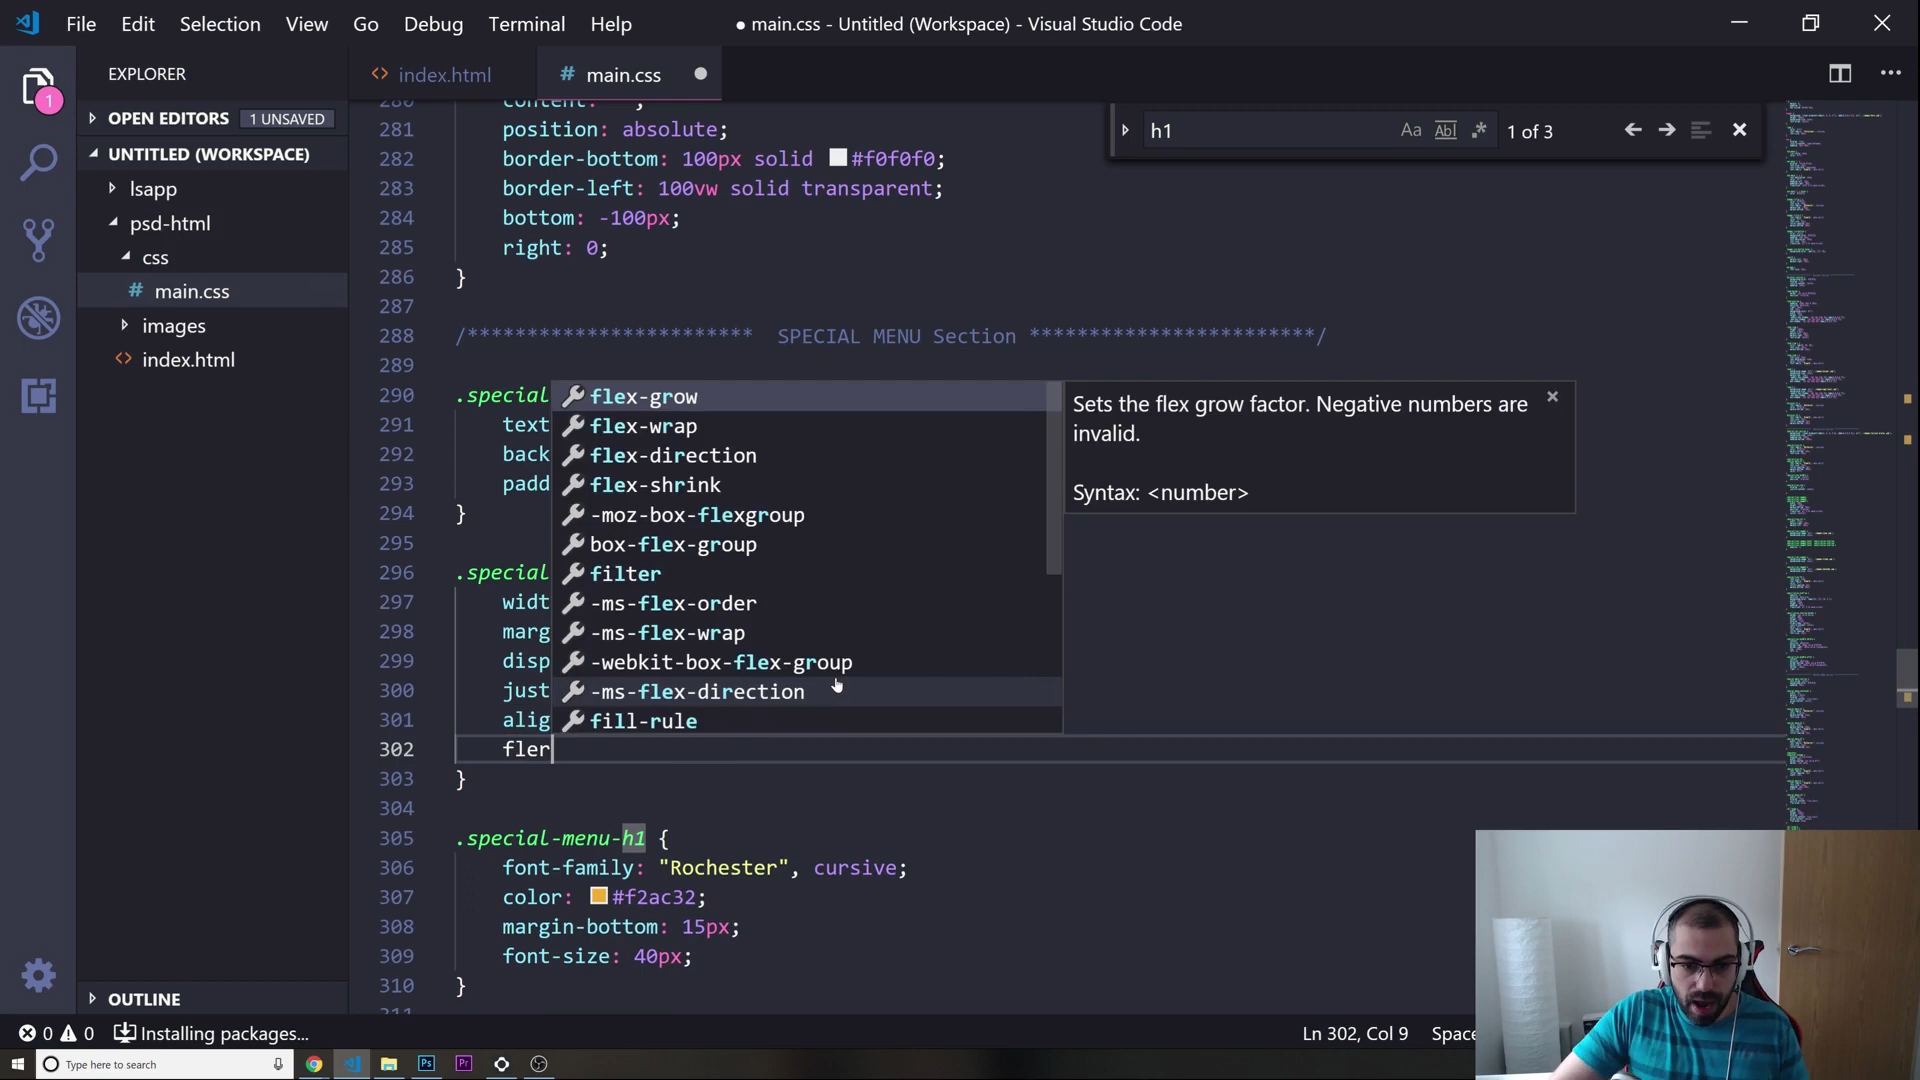 File Edit Selection View Go Debug Terminal Help
● main.css - Untitled (Workspace) - Visual Studio Code
EXPLORER
OPEN EDITORS 1 UNSAVED
UNTITLED (WORKSPACE)
lsapp
psd-html
css
# main.css
images
<> index.html
OUTLINE
1
<> index.html
# main.css
h1
Aa Abl .* 1 of 3
content: ;
281 position: absolute;
282 border-bottom: 100px solid #f0f0f0;
283 border-left: 100vw solid transparent;
284 bottom: -100px;
285 right: 0;
286 }
287
288 /************************ SPECIAL MENU Section ************************/
289
290 .special
291 text
292 back
293 padd
294 }
295
296 .special
297 widt
298 marg
299 disp
300 just
301 alig
302 fler
303 }
304
305 .special-menu-h1 {
306 font-family: "Rochester", cursive;
307 color: #f2ac32;
308 margin-bottom: 15px;
309 font-size: 40px;
310 }
flex-grow
flex-wrap
flex-direction
flex-shrink
-moz-box-flexgroup
box-flex-group
filter
-ms-flex-order
-ms-flex-wrap
-webkit-box-flex-group
-ms-flex-direction
fill-rule
Sets the flex grow factor. Negative numbers are
invalid.
Syntax: <number>
0 0 Installing packages...
Ln 302, Col 9 Space
Type here to search
Ps Pr